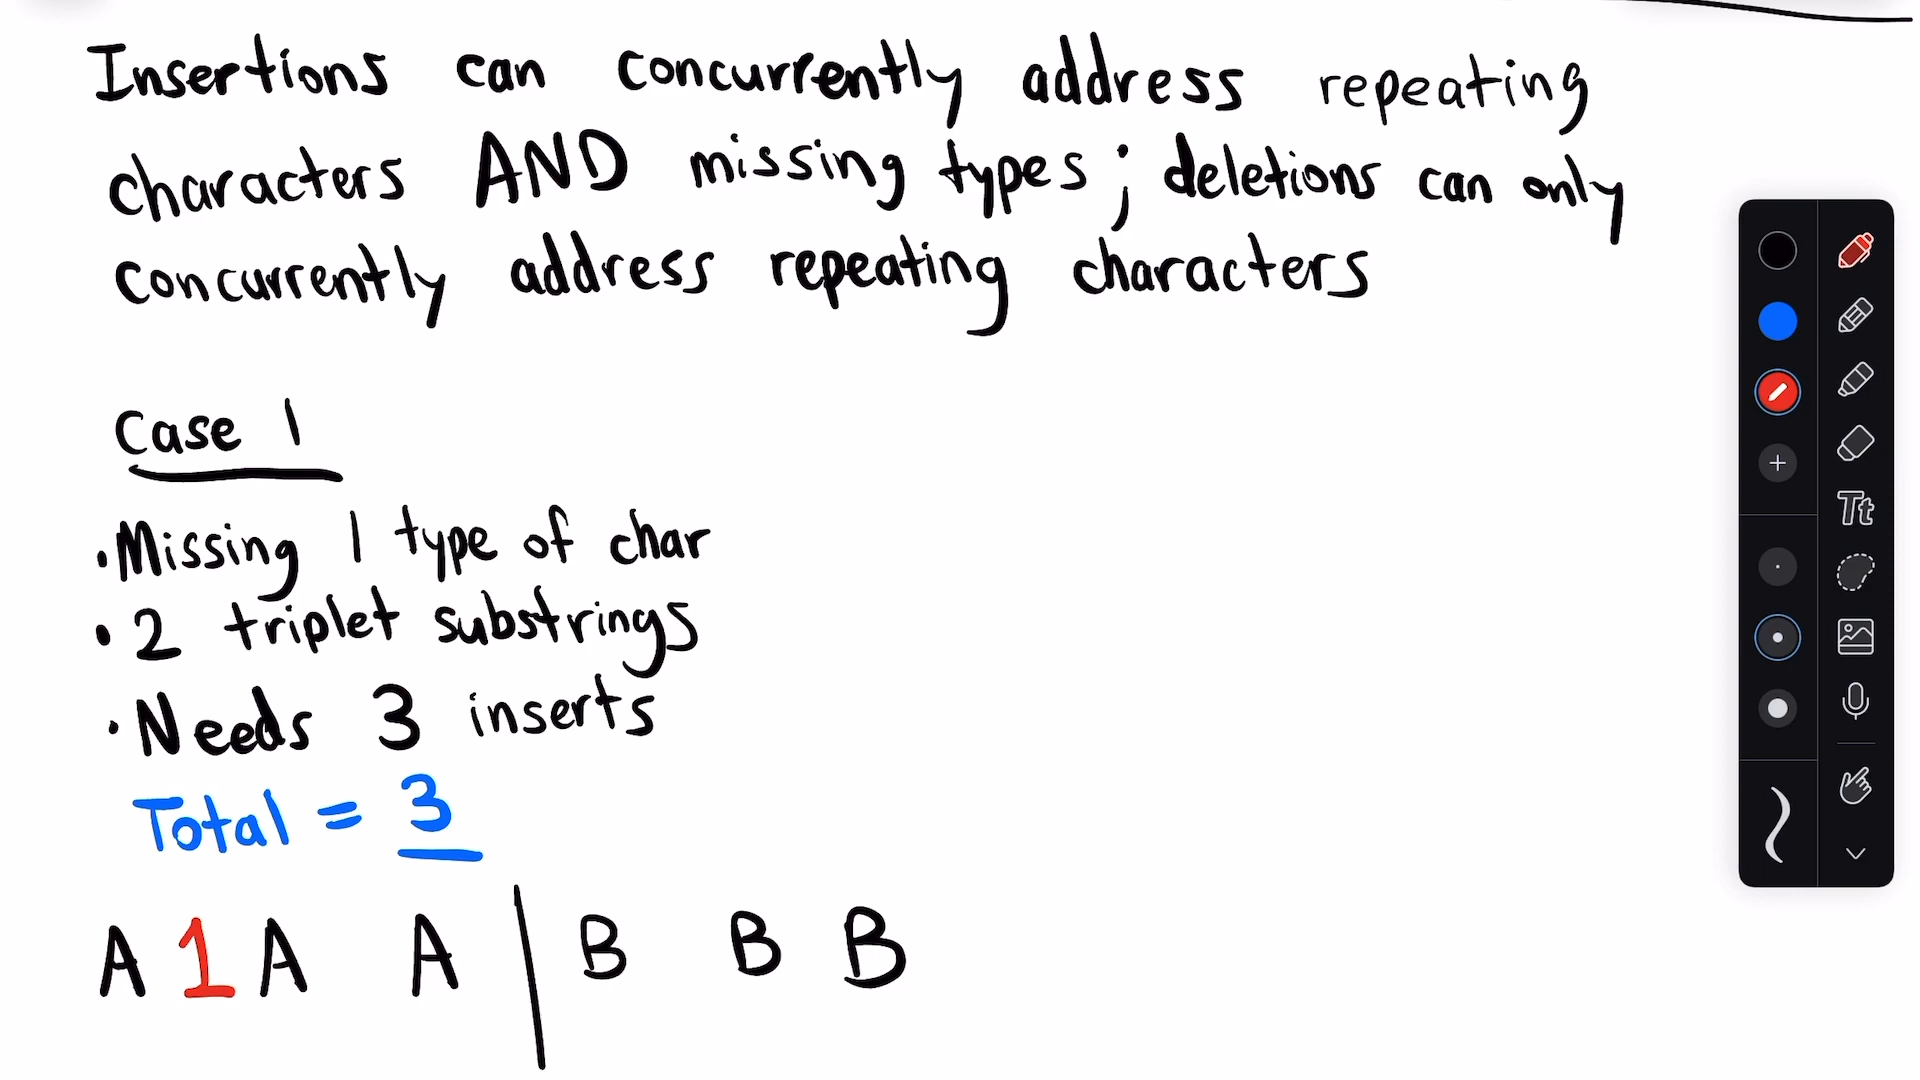 Insertions can concurrently address repeating
characters AND missing types; deletions can only
concurrently address repeating characters
Case 1
• Missing 1 type of char
• 2 triplet substrings
• Needs 3 inserts
Total = 3
A 1 A A | B B B
Tt